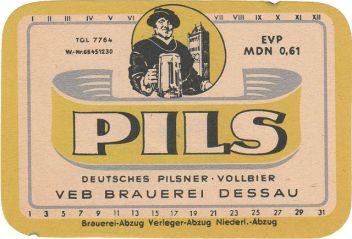 I II III IV V VI VII VIII IX X XI XII
TGL 7764
W.-Nr. 68451230
EVP
MDN 0,61
PILS
DEUTSCHES PILSNER · VOLLBIER
VEB BRAUEREI DESSAU
1 3 5 7 9 11 13 15 17 19 21 23 25 27 29 31
Brauerei-Abzug Verleger-Abzug Niederl.-Abzug